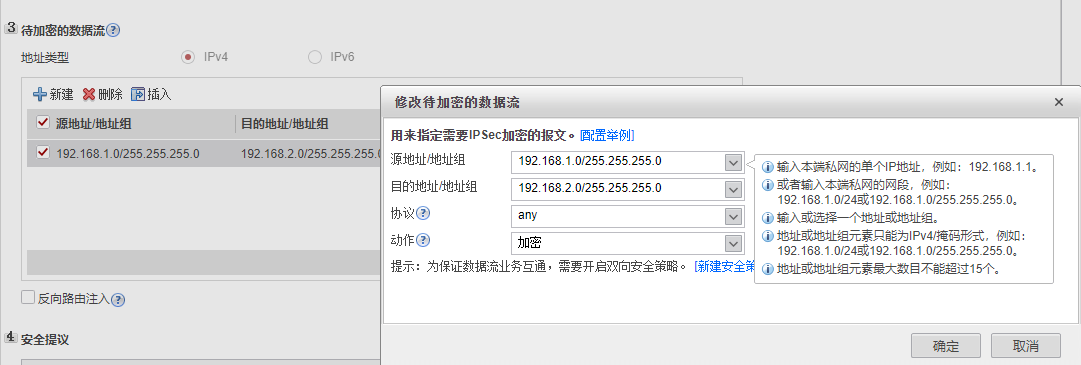 3 待加密的数据流
地址类型 IPv4 IPv6
新建 删除 插入
源地址/地址组 目的地址/地址组
192.168.1.0/255.255.255.0 192.168.2.0/255.255.255.0
反向路由注入
4 安全提议
修改待加密的数据流
用来指定需要IPSec加密的报文。[配置举例]
源地址/地址组 192.168.1.0/255.255.255.0
目的地址/地址组 192.168.2.0/255.255.255.0
协议 any
动作 加密
提示：为保证数据流业务互通，需要开启双向安全策略。 [新建安全策
输入本端私网的单个IP地址，例如：192.168.1.1。
或者输入本端私网的网段，例如：
192.168.1.0/24或192.168.1.0/255.255.255.0。
输入或选择一个地址或地址组。
地址或地址组元素只能为IPv4/掩码形式，例如：
192.168.1.0/24或192.168.1.0/255.255.255.0。
地址或地址组元素最大数目不能超过15个。
确定 取消